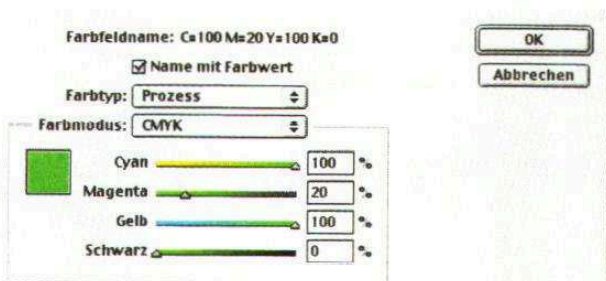 Farbfeldname: C=100 M=20 Y=100 K=0
OK
Name mit Farbwert
Abbrechen
Farbtyp: Prozess
Farbmodus: CMYK
Cyan 100 %
Magenta 20 %
Gelb 100 %
Schwarz 0 %